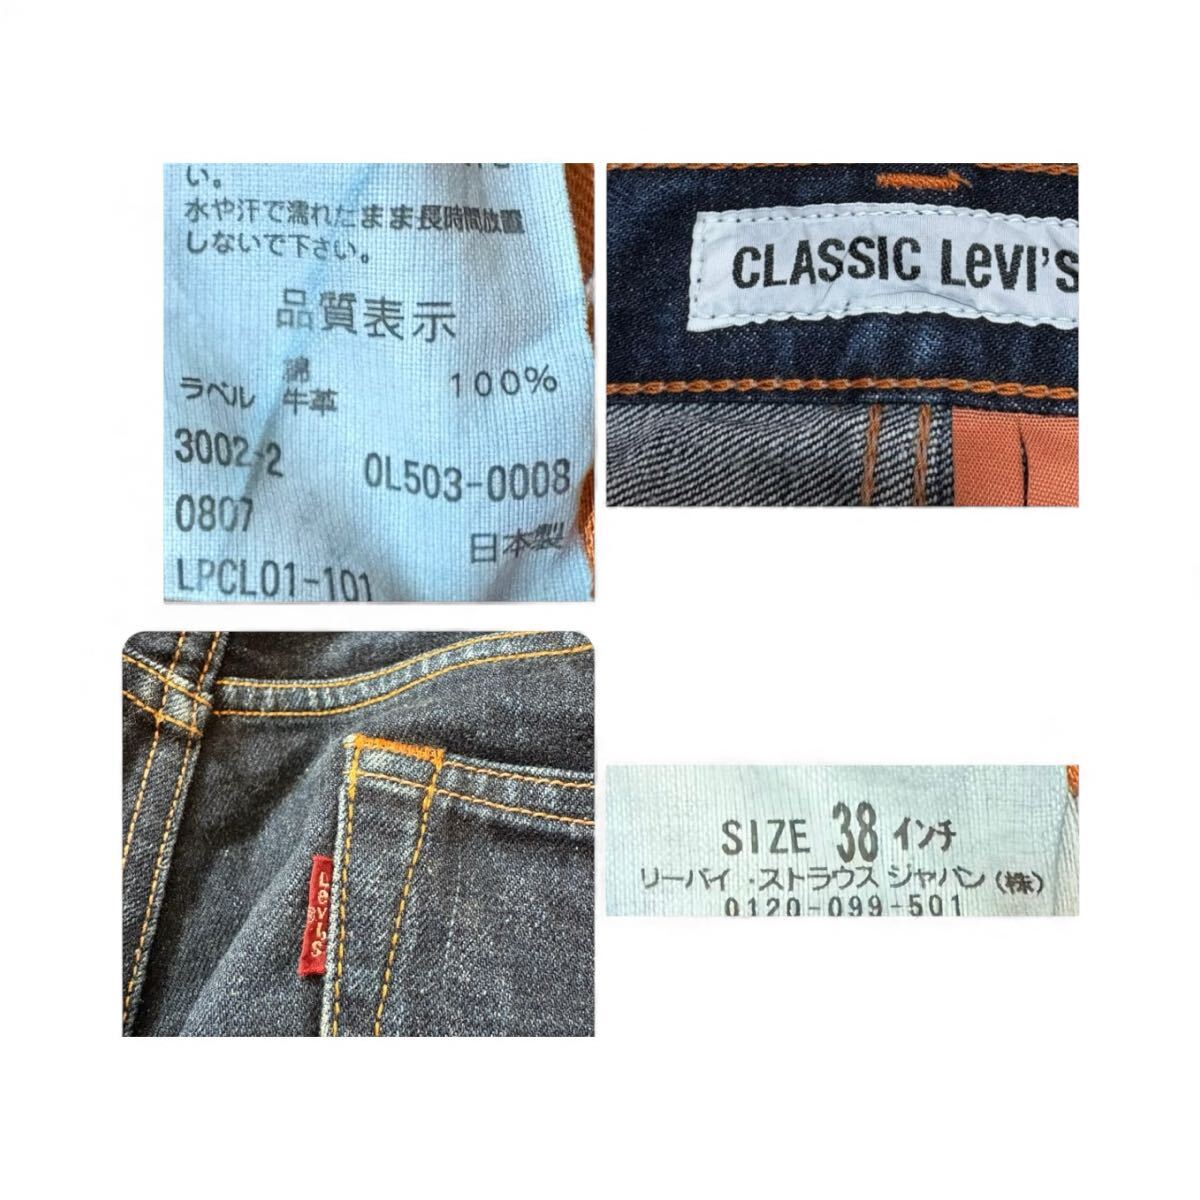 い。
水や汗で濡れたまま長時間放置
しないで下さい。
品質表示
綿 100%
ラベル 牛革
3002-2 0L503-0008
0807
日本製
LPCL01-101
CLASSIC Levi's
Levi's
SIZE 38 インチ
リーバイ・ストラウス ジャパン(株)
0120-099-501